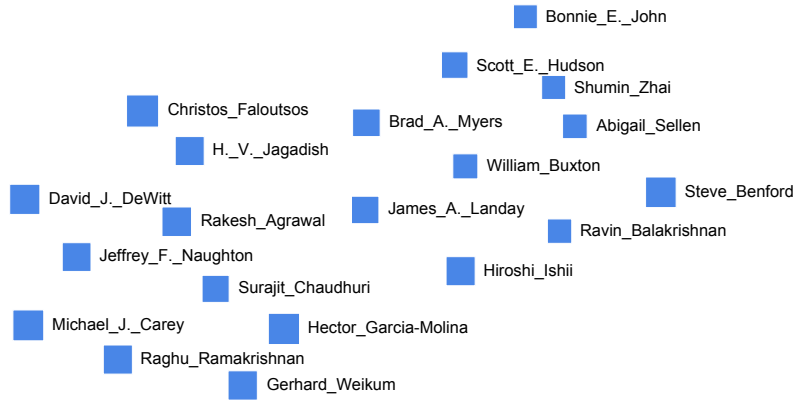 Bonnie_E._John
Scott_E._Hudson
Shumin_Zhai
Christos_Faloutsos
Brad_A._Myers
Abigail_Sellen
H._V._Jagadish
William_Buxton
David_J._DeWitt
Steve_Benford
James_A._Landay
Rakesh_Agrawal
Ravin_Balakrishnan
Jeffrey_F._Naughton
Hiroshi_Ishii
Surajit_Chaudhuri
Michael_J._Carey
Hector_Garcia-Molina
Raghu_Ramakrishnan
Gerhard_Weikum